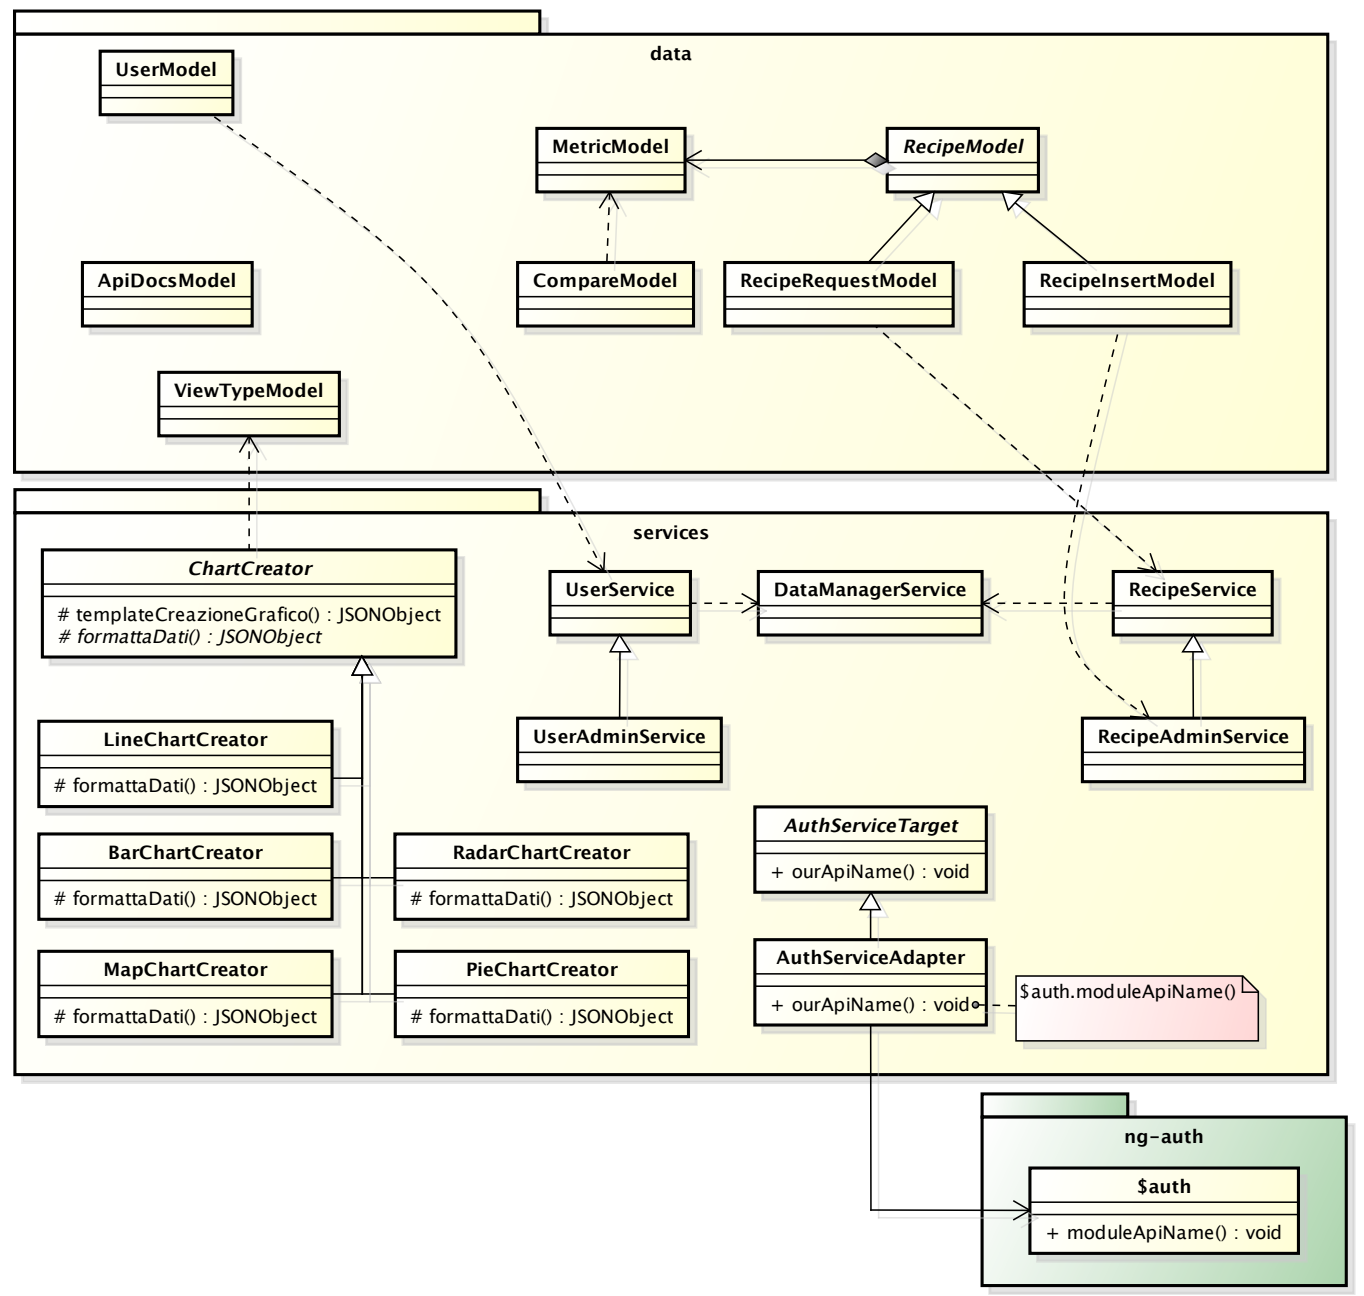 data
UserModel
MetricModel
RecipeModel
ApiDocsModel
CompareModel
RecipeRequestModel
RecipeInsertModel
ViewTypeModel
services
ChartCreator
# templateCreazioneGrafico() : JSONObject
# formattaDati() : JSONObject
UserService
DataManagerService
RecipeService
LineChartCreator
# formattaDati() : JSONObject
UserAdminService
RecipeAdminService
BarChartCreator
# formattaDati() : JSONObject
RadarChartCreator
# formattaDati() : JSONObject
AuthServiceTarget
+ ourApiName() : void
MapChartCreator
# formattaDati() : JSONObject
PieChartCreator
# formattaDati() : JSONObject
AuthServiceAdapter
+ ourApiName() : void
$auth.moduleApiName()
ng-auth
$auth
+ moduleApiName() : void